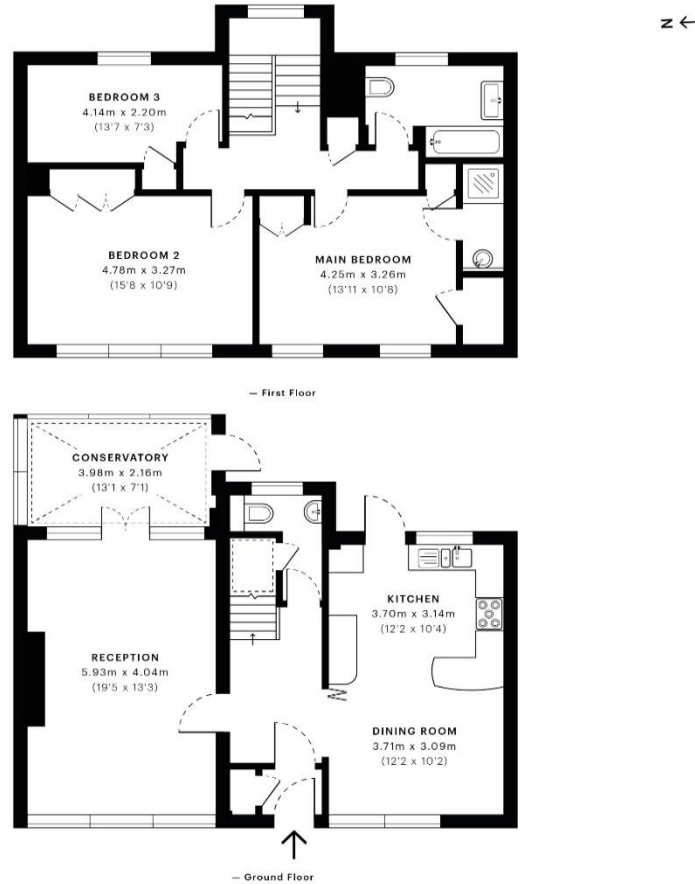 N
BEDROOM 3
4.14m x 2.20m
(13'7 x 7'3)
BEDROOM 2
4.78m x 3.27m
(15'8 x 10'9)
MAIN BEDROOM
4.25m x 3.26m
(13'11 x 10'8)
— First Floor
CONSERVATORY
3.98m x 2.16m
(13'1 x 7'1)
KITCHEN
3.70m x 3.14m
(12'2 x 10'4)
RECEPTION
5.93m x 4.04m
(19'5 x 13'3)
DINING ROOM
3.71m x 3.09m
(12'2 x 10'2)
— Ground Floor